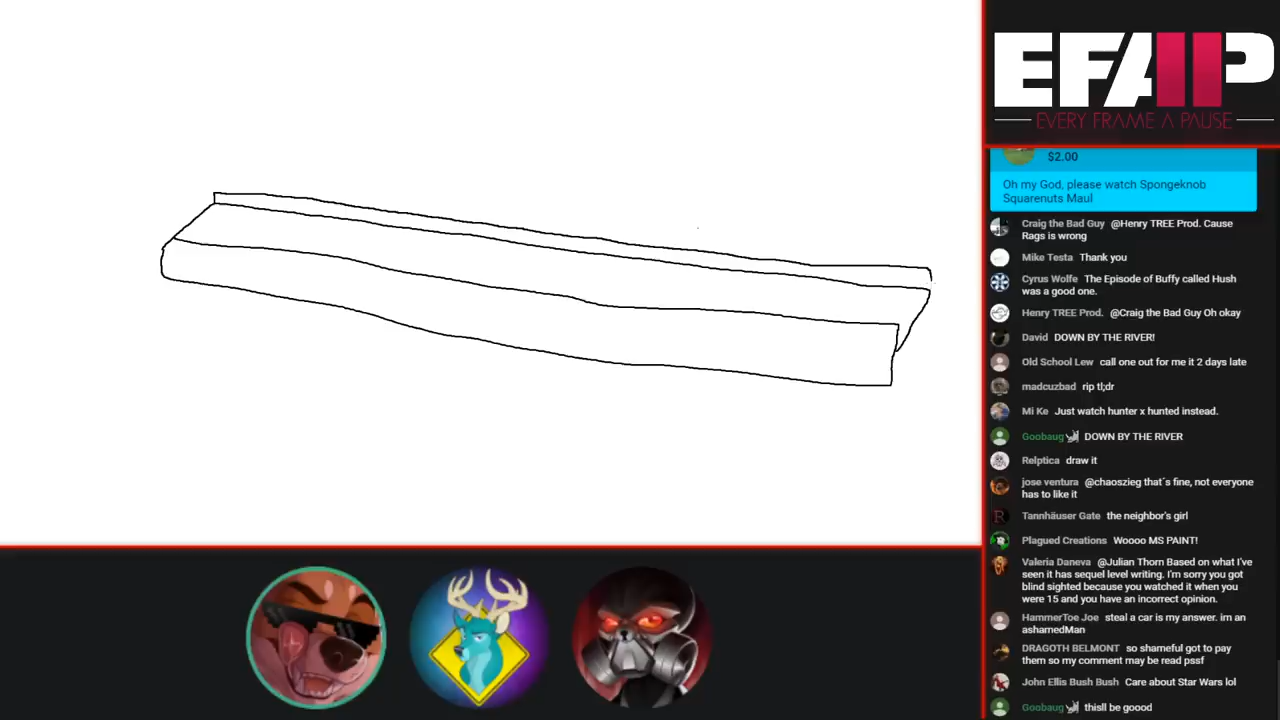 EFAP
EVERY FRAME A PAUSE
$2.00
Oh my God, please watch Spongeknob
Squarenuts Maul
Craig the Bad Guy @Henry TREE Prod. Cause
Rags is wrong
Mike Testa Thank you
Cyrus Wolfe The Episode of Buffy called Hush
was a good one.
Henry TREE Prod. @Craig the Bad Guy Oh okay
David DOWN BY THE RIVER!
Old School Lew call one out for me it 2 days late
madcuzbad rip tl;dr
Mi Ke Just watch hunter x hunted instead.
Goobaug DOWN BY THE RIVER
Relptica draw it
jose ventura @chaoszieg that´s fine, not everyone
has to like it
Tannhäuser Gate the neighbor's girl
Plagued Creations Woooo MS PAINT!
Valeria Daneva @Julian Thorn Based on what I've
seen it has sequel level writing. I'm sorry you got
blind sighted because you watched it when you
were 15 and you have an incorrect opinion.
HammerToe Joe steal a car is my answer. im an
ashamedMan
DRAGOTH BELMONT so shameful got to pay
them so my comment may be read pssf
John Ellis Bush Bush Care about Star Wars lol
Goobaug thisll be goood